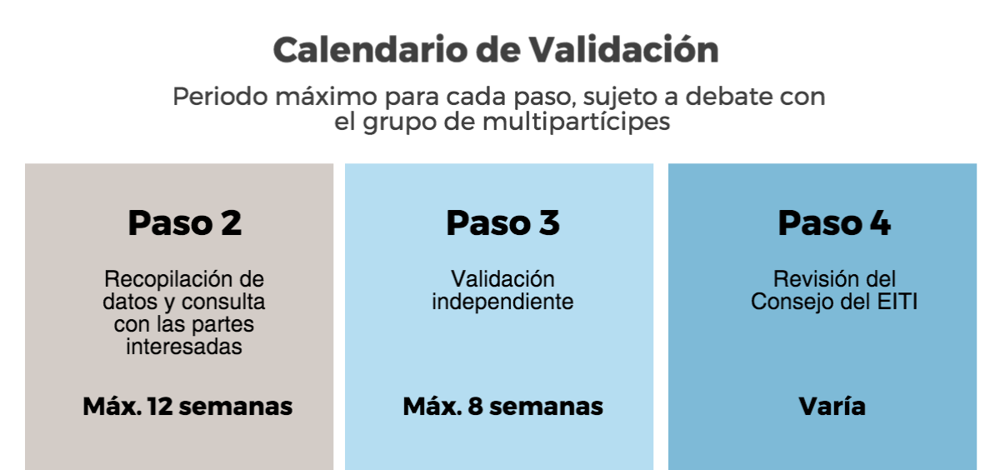 Calendario de Validación
Periodo máximo para cada paso, sujeto a debate con
el grupo de multipartícipes
Paso 2
Recopilación de
datos y consulta
con las partes
interesadas
Máx. 12 semanas
Paso 3
Validación
independiente
Máx. 8 semanas
Paso 4
Revisión del
Consejo del EITI
Varía